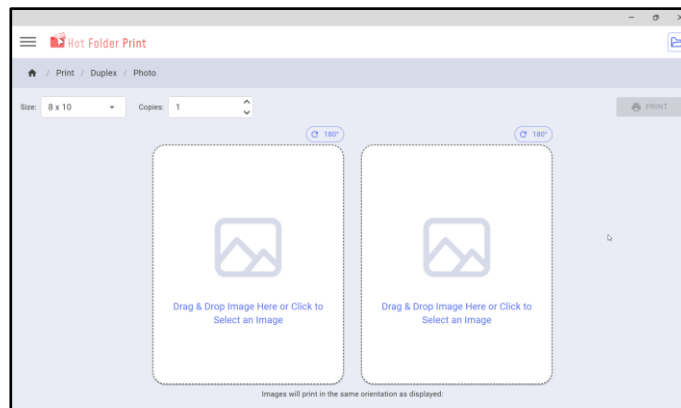 Hot Folder Print
/ Print / Duplex / Photo
Size: 8 x 10 Copies: 1 PRINT
180° 180°
Drag & Drop Image Here or Click to
Select an Image
Drag & Drop Image Here or Click to
Select an Image
Images will print in the same orientation as displayed: